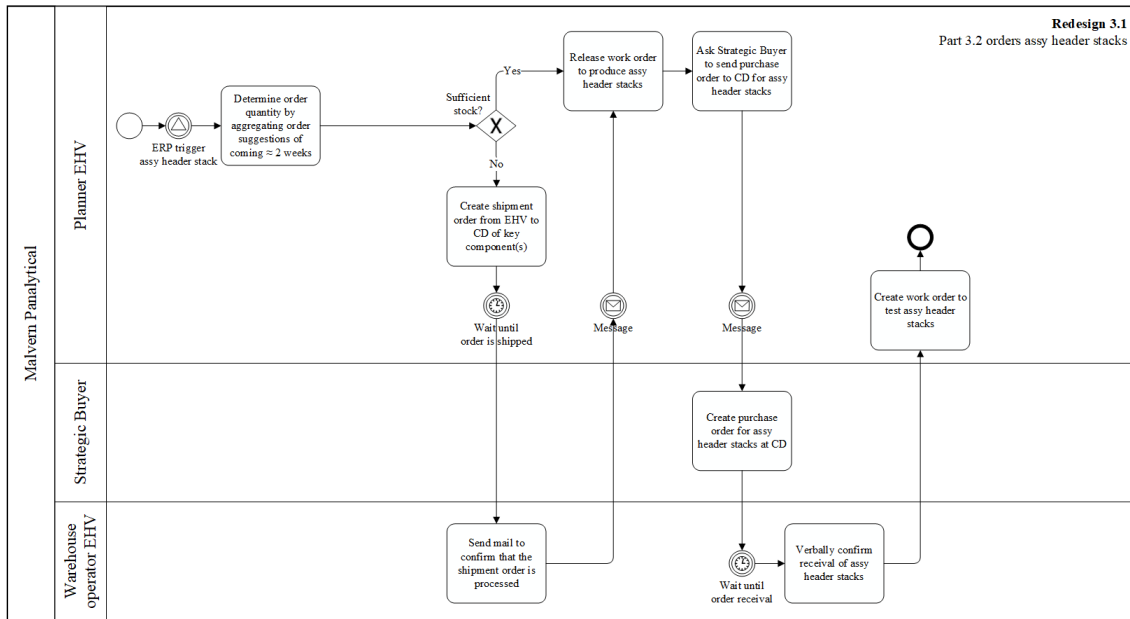 Redesign 3.1
Part 3.2 orders assy header stacks
Malvern Panalytical
Planner EHV
ERP trigger
assy header stack
Determine order
quantity by
aggregating order
suggestions of
coming ≈ 2 weeks
Sufficient
stock?
X
Yes
No
Release work order
to produce assy
header stacks
Ask Strategic Buyer
to send purchase
order to CD for assy
header stacks
Create shipment
order from EHV to
CD of key
component(s)
Wait until
order is shipped
Message
Message
Create work order to
test assy header
stacks
Strategic Buyer
Create purchase
order for assy
header stacks at CD
Warehouse
operator EHV
Send mail to
confirm that the
shipment order is
processed
Wait until
order receival
Verbally confirm
receival of assy
header stacks